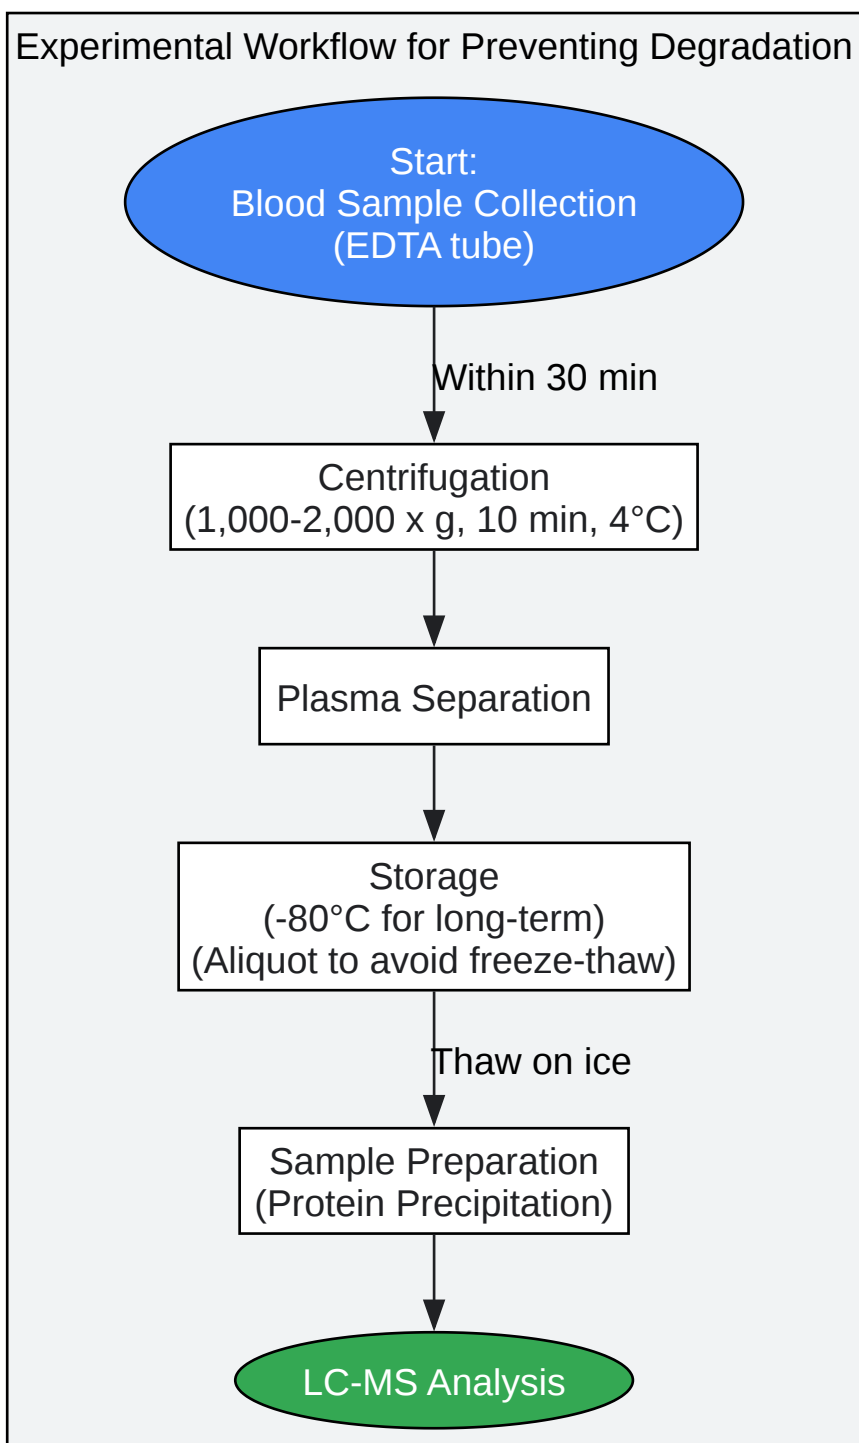 Experimental Workflow for Preventing Degradation
Start:
Blood Sample Collection
(EDTA tube)
Within 30 min
Centrifugation
(1,000-2,000 x g, 10 min, 4°C)
Plasma Separation
Storage
(-80°C for long-term)
(Aliquot to avoid freeze-thaw)
Thaw on ice
Sample Preparation
(Protein Precipitation)
LC-MS Analysis